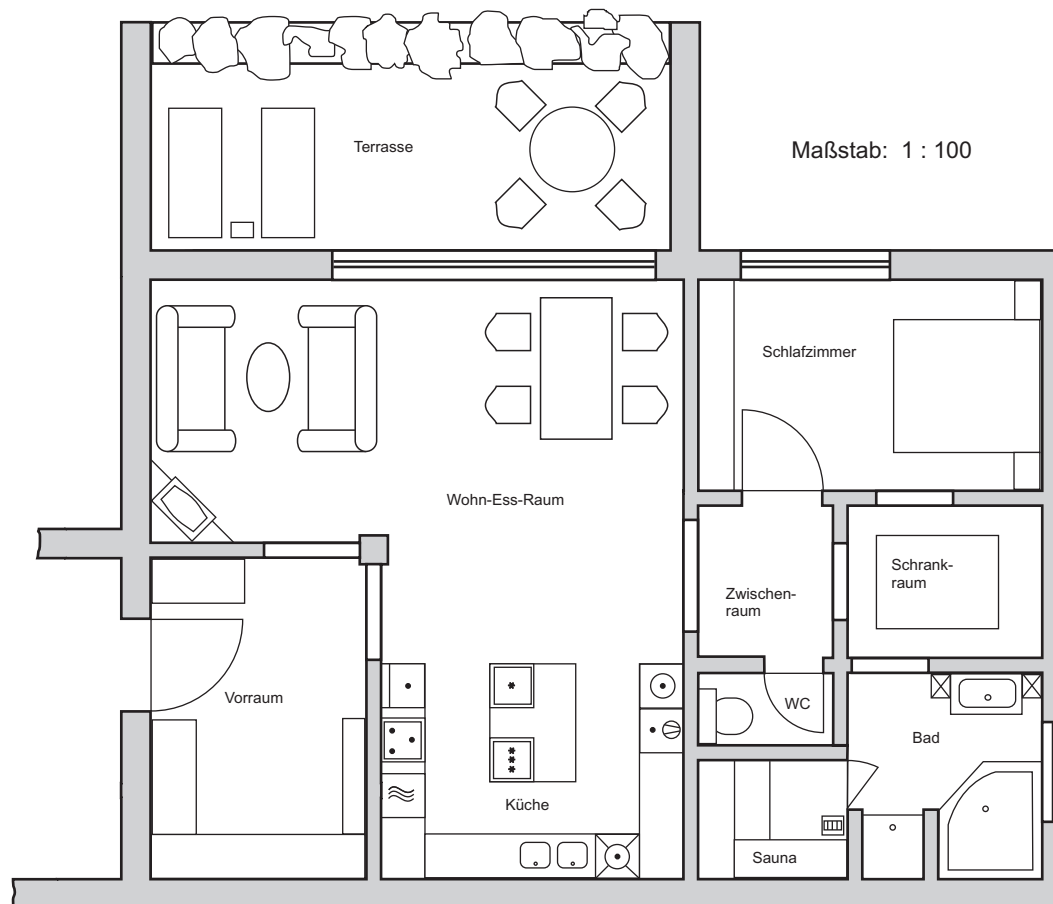 Terrasse
Maßstab: 1 : 100
Schlafzimmer
Wohn-Ess-Raum
Schrank-
raum
Zwischen-
raum
Vorraum
WC
Bad
Küche
Sauna